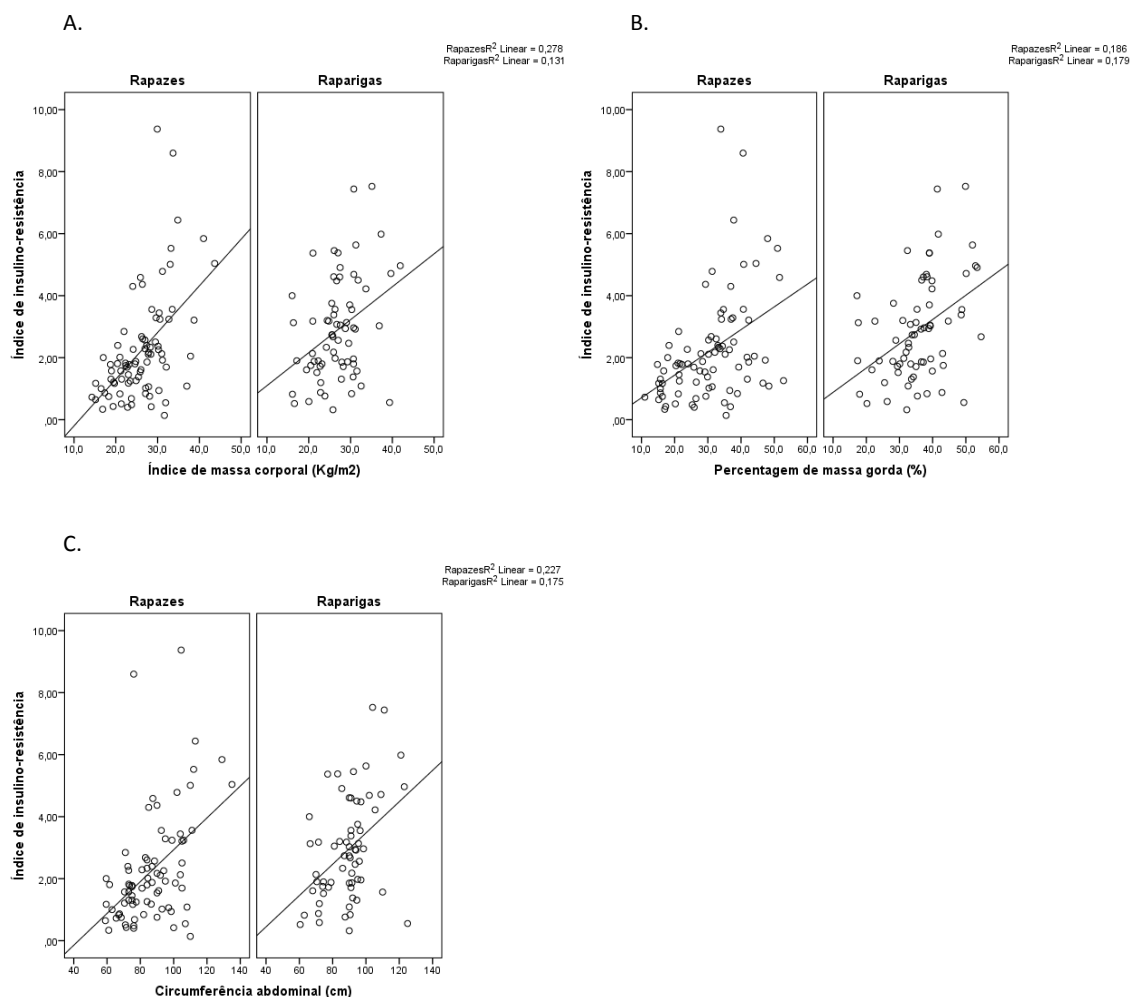 A.
RapazesR² Linear = 0,278
RaparigasR² Linear = 0,131
Rapazes Raparigas
Índice de insulino-resistência
10,00
8,00
6,00
4,00
2,00
,00
10,0 20,0 30,0 40,0 50,0 10,0 20,0 30,0 40,0 50,0
Índice de massa corporal (Kg/m2)
B.
RapazesR² Linear = 0,186
RaparigasR² Linear = 0,179
Rapazes Raparigas
Índice de insulino-resistência
10,00
8,00
6,00
4,00
2,00
,00
10,0 20,0 30,0 40,0 50,0 60,0 10,0 20,0 30,0 40,0 50,0 60,0
Percentagem de massa gorda (%)
C.
RapazesR² Linear = 0,227
RaparigasR² Linear = 0,175
Rapazes Raparigas
Índice de insulino-resistência
10,00
8,00
6,00
4,00
2,00
,00
40 60 80 100 120 140 40 60 80 100 120 140
Circumferência abdominal (cm)